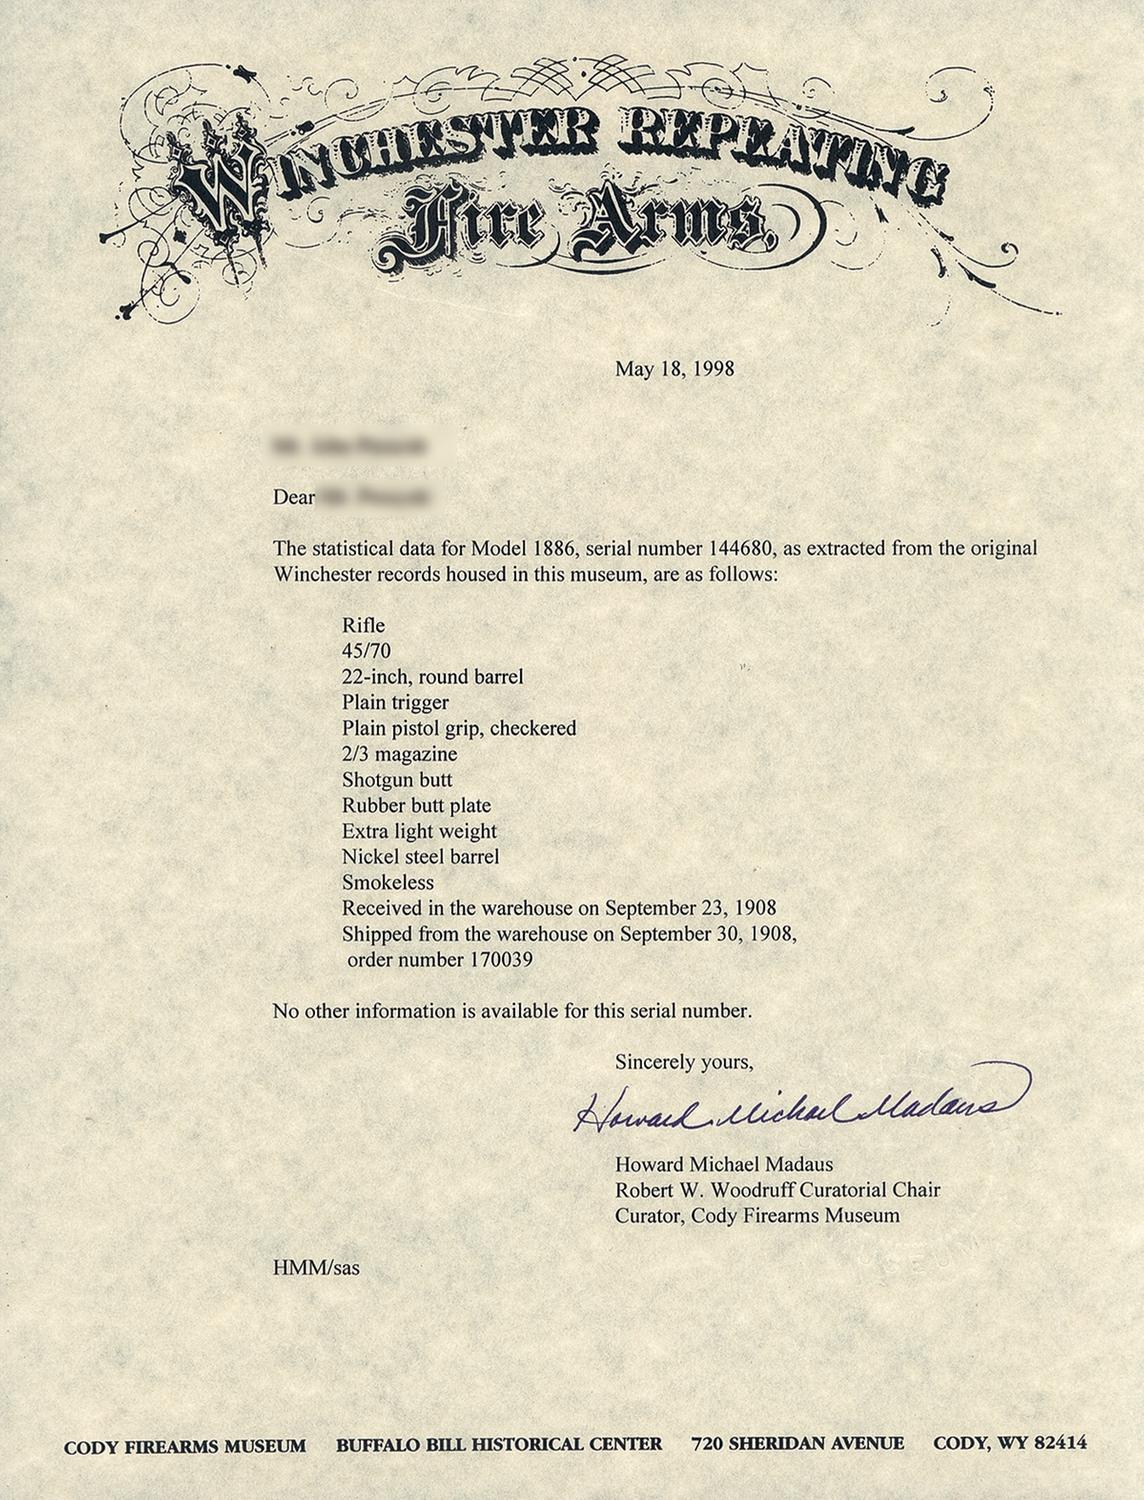 WINCHESTER REPEATING
Fire Arms,
May 18, 1998
Dear
The statistical data for Model 1886, serial number 144680, as extracted from the original
Winchester records housed in this museum, are as follows:
Rifle
45/70
22-inch, round barrel
Plain trigger
Plain pistol grip, checkered
2/3 magazine
Shotgun butt
Rubber butt plate
Extra light weight
Nickel steel barrel
Smokeless
Received in the warehouse on September 23, 1908
Shipped from the warehouse on September 30, 1908,
order number 170039
No other information is available for this serial number.
Sincerely yours,
Howard Michael Madaus
Howard Michael Madaus
Robert W. Woodruff Curatorial Chair
Curator, Cody Firearms Museum
HMM/sas
CODY FIREARMS MUSEUM BUFFALO BILL HISTORICAL CENTER 720 SHERIDAN AVENUE CODY, WY 82414